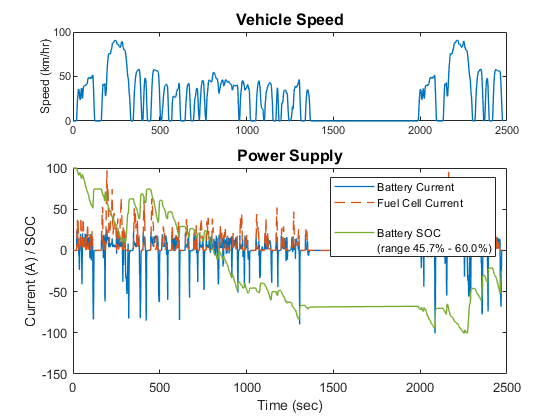 Vehicle Speed
Speed (km/hr)
100
50
0
0 500 1000 1500 2000 2500
Power Supply
Current (A) / SOC
100
50
0
-50
-100
-150
Battery Current
Fuel Cell Current
Battery SOC
(range 45.7% - 60.0%)
0 500 1000 1500 2000 2500
Time (sec)